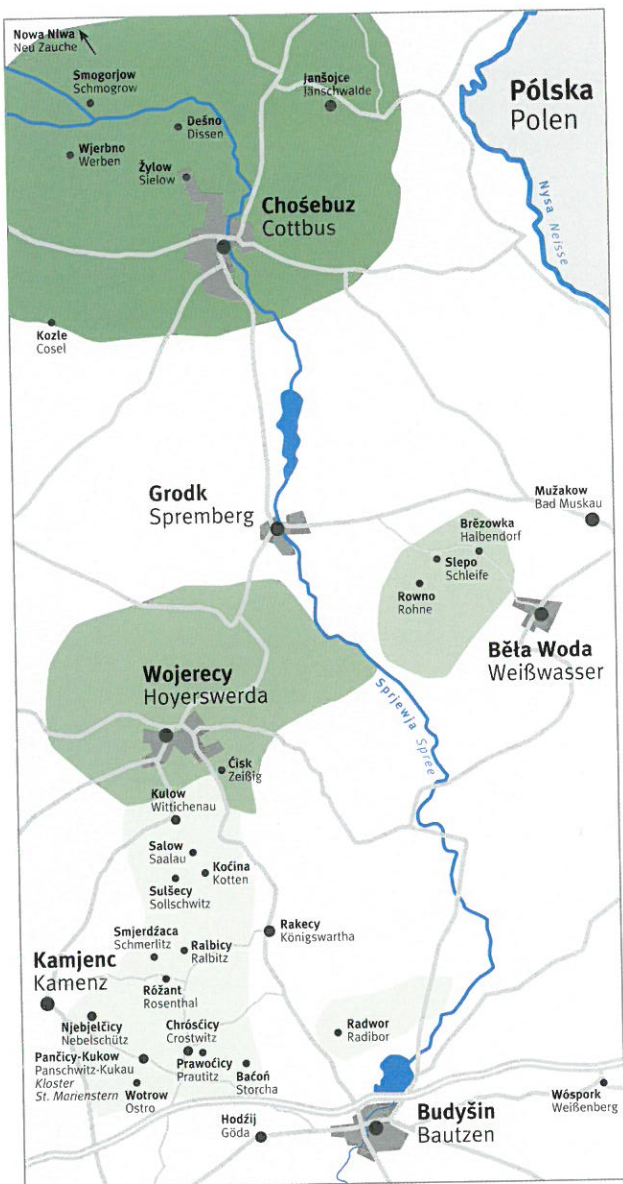 Nowa Niwa
Neu Zauche
Smogorjow
Schmogrow
Janšojce
Jänschwalde
Pólska
Polen
Dešno
Dissen
Wjerbno
Werben
Žylow
Sielow
Nysa Neisse
Chóśebuz
Cottbus
Kozle
Cosel
Grodk
Spremberg
Mužakow
Bad Muskau
Brězowka
Halbendorf
Slepo
Schleife
Rowno
Rohne
Běła Woda
Weißwasser
Wojerecy
Hoyerswerda
Sprjewja Spree
Ćisk
Zeißig
Kulow
Wittichenau
Salow
Saalau
Koćina
Kotten
Sulšecy
Sollschwitz
Smjerdźaca
Schmerlitz
Ralbicy
Ralbitz
Rakecy
Königswartha
Kamjenc
Kamenz
Róžant
Rosenthal
Njebjelčicy
Nebelschütz
Chrósćicy
Crostwitz
Radwor
Radibor
Pančicy-Kukow
Panschwitz-Kukau
Kloster
St. Marienstern
Prawoćicy
Prautitz
Baćoń
Storcha
Wotrow
Ostro
Hodźij
Göda
Budyšin
Bautzen
Wóspork
Weißenberg